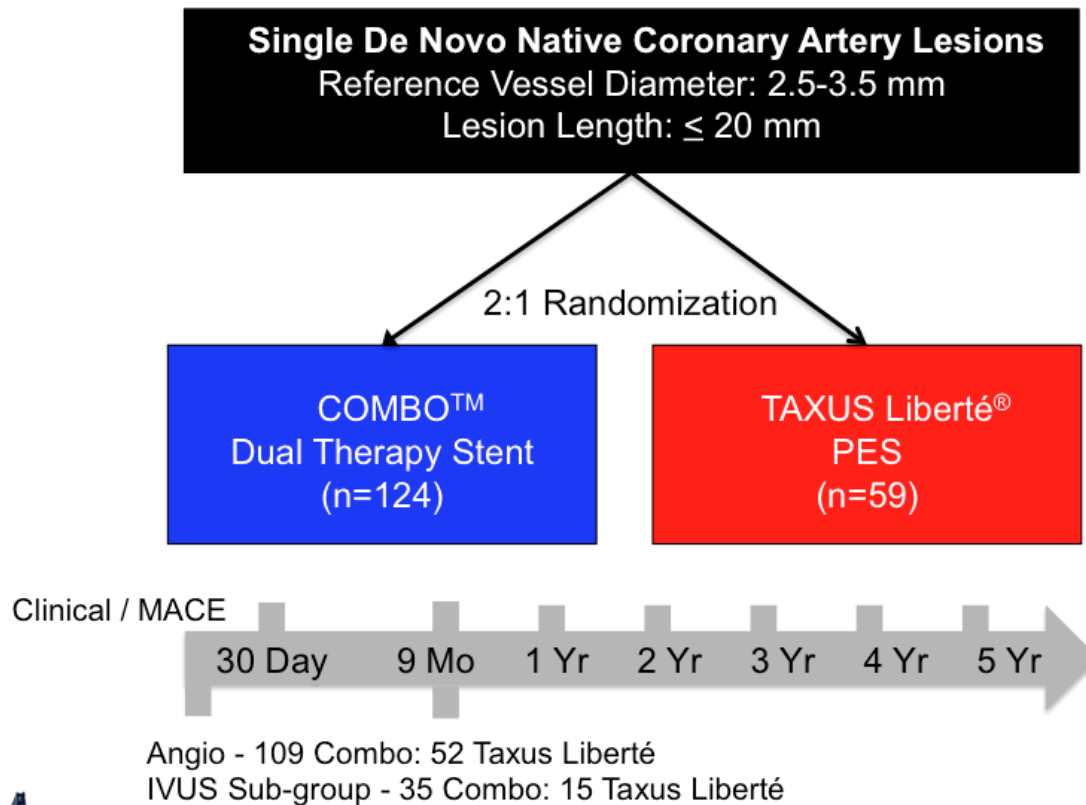 Single De Novo Native Coronary Artery Lesions
Reference Vessel Diameter: 2.5-3.5 mm
Lesion Length: ≤ 20 mm
2:1 Randomization
COMBO™
Dual Therapy Stent
(n=124)
TAXUS Liberté®
PES
(n=59)
Clinical / MACE
30 Day 9 Mo 1 Yr 2 Yr 3 Yr 4 Yr 5 Yr
Angio - 109 Combo: 52 Taxus Liberté
IVUS Sub-group - 35 Combo: 15 Taxus Liberté